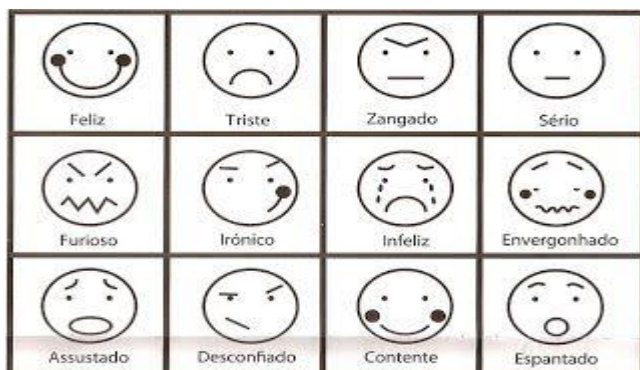 Feliz
Triste
Zangado
Sério
Furioso
Irónico
Infeliz
Envergonhado
Assustado
Desconfiado
Contente
Espantado